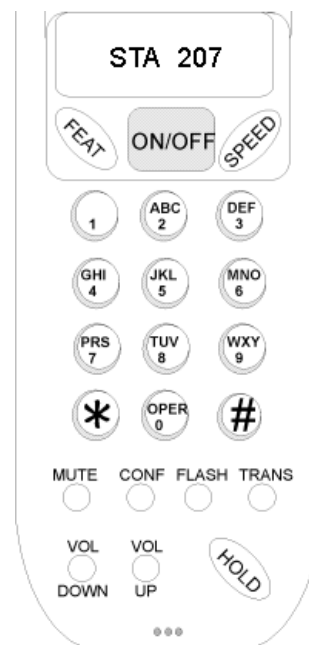 STA 207
FEAT ON/OFF SPEED
1 ABC 2 DEF 3
GHI 4 JKL 5 MNO 6
PRS 7 TUV 8 WXY 9
* OPER 0 #
MUTE CONF FLASH TRANS
VOL DOWN VOL UP HOLD